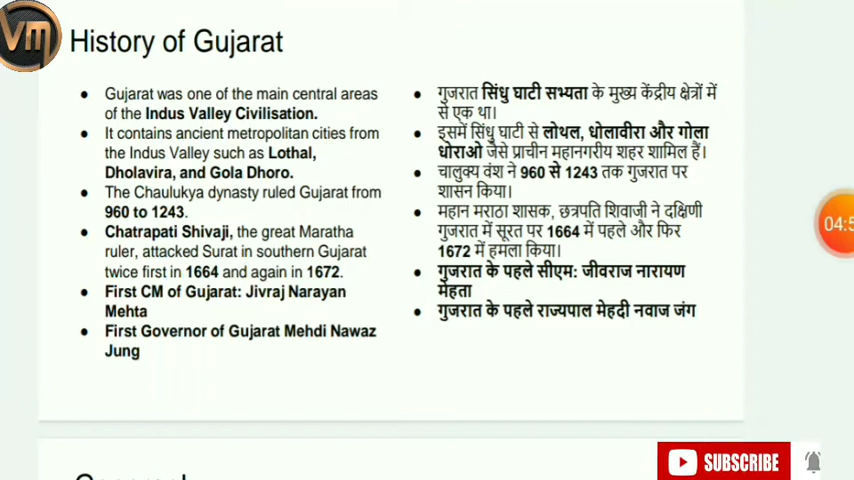 VM
History of Gujarat
Gujarat was one of the main central areas
of the Indus Valley Civilisation.
It contains ancient metropolitan cities from
the Indus Valley such as Lothal,
Dholavira, and Gola Dhoro.
The Chaulukya dynasty ruled Gujarat from
960 to 1243.
Chatrapati Shivaji, the great Maratha
ruler, attacked Surat in southern Gujarat
twice first in 1664 and again in 1672.
First CM of Gujarat: Jivraj Narayan
Mehta
First Governor of Gujarat Mehdi Nawaz
Jung
गुजरात सिंधु घाटी सभ्यता के मुख्य केंद्रीय क्षेत्रों में
से एक था।
इसमें सिंधु घाटी से लोथल, धोलावीरा और गोला
धोराओ जैसे प्राचीन महानगरीय शहर शामिल हैं।
चालुक्य वंश ने 960 से 1243 तक गुजरात पर
शासन किया।
महान मराठा शासक, छत्रपति शिवाजी ने दक्षिणी
गुजरात में सूरत पर 1664 में पहले और फिर
1672 में हमला किया।
गुजरात के पहले सीएम: जीवराज नारायण
मेहता
गुजरात के पहले राज्यपाल मेहदी नवाज जंग
04:5
SUBSCRIBE